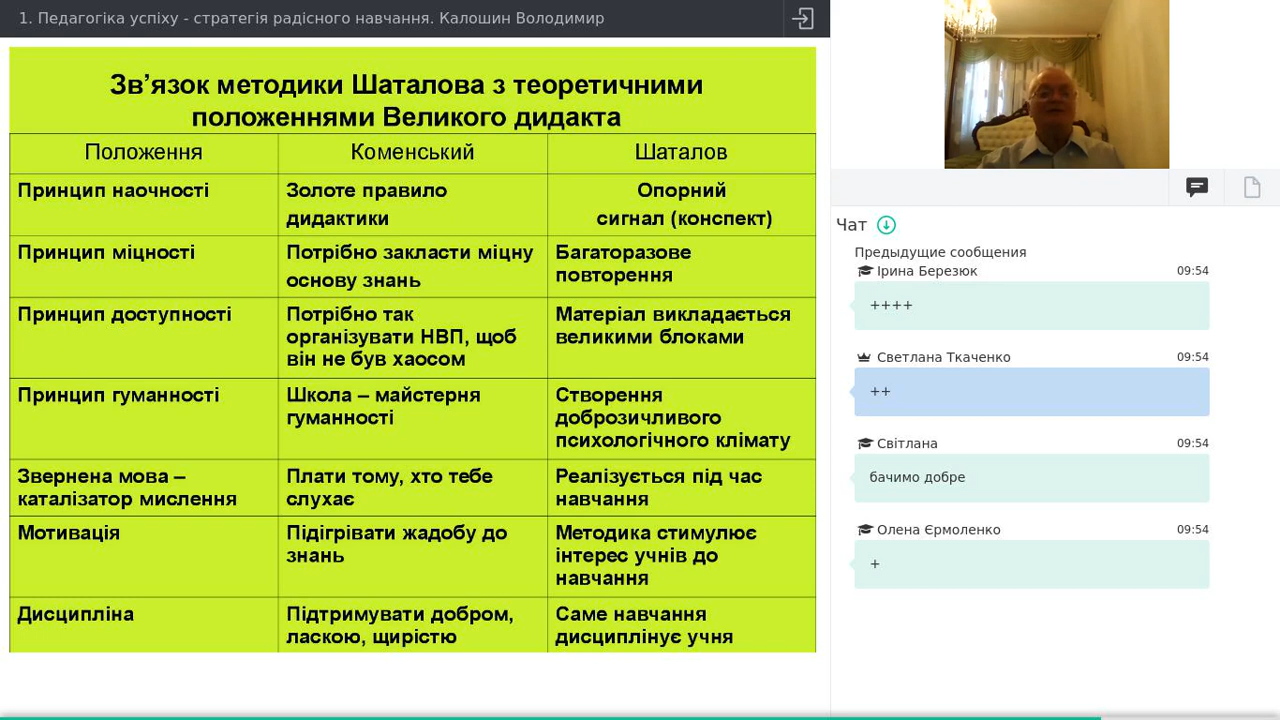 1. Педагогіка успіху - стратегія радісного навчання. Калошин Володимир
Зв’язок методики Шаталова з теоретичними
положеннями Великого дидакта
Положення
Коменський
Шаталов
Принцип наочності
Золоте правило
дидактики
Опорний
сигнал (конспект)
Принцип міцності
Потрібно закласти міцну
основу знань
Багаторазове
повторення
Принцип доступності
Потрібно так
організувати НВП, щоб
він не був хаосом
Матеріал викладається
великими блоками
Принцип гуманності
Школа – майстерня
гуманності
Створення
доброзичливого
психологічного клімату
Звернена мова –
каталізатор мислення
Плати тому, хто тебе
слухає
Реалізується під час
навчання
Мотивація
Підігрівати жадобу до
знань
Методика стимулює
інтерес учнів до
навчання
Дисципліна
Підтримувати добром,
ласкою, щирістю
Саме навчання
дисциплінує учня
Чат
Предыдущие сообщения
Ірина Березюк 09:54
++++
Светлана Ткаченко 09:54
++
Світлана 09:54
бачимо добре
Олена Єрмоленко 09:54
+